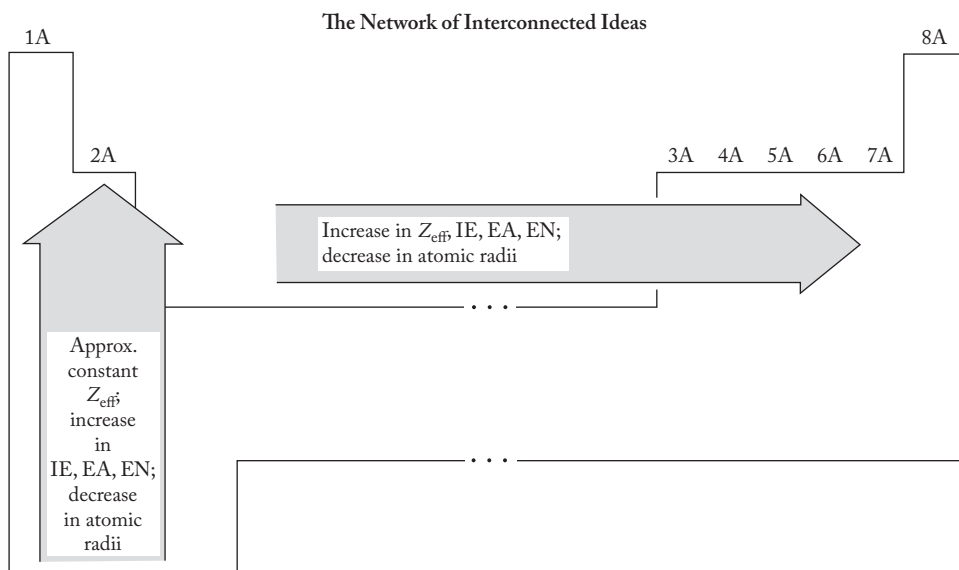 The Network of Interconnected Ideas
1A
8A
2A
3A 4A 5A 6A 7A
Increase in Zeff, IE, EA, EN;
decrease in atomic radii
. . .
Approx.
constant
Zeff;
increase
in
IE, EA, EN;
decrease
in atomic
radii
. . .